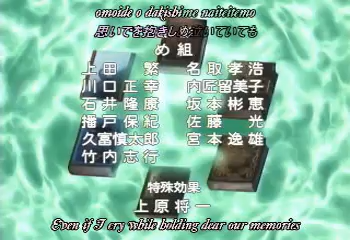 omoide o dakishime naiteitemo
思いでを抱きしめ泣いていても
め組
上田 繁 名取孝浩
川口正幸 内匠留美子
石井隆康 坂本彬恵
播戸保紀 佐藤 光
久富慎太郎 宮本逸雄
竹内志行
特殊効果
上原将一
Even if I cry while holding dear our memories